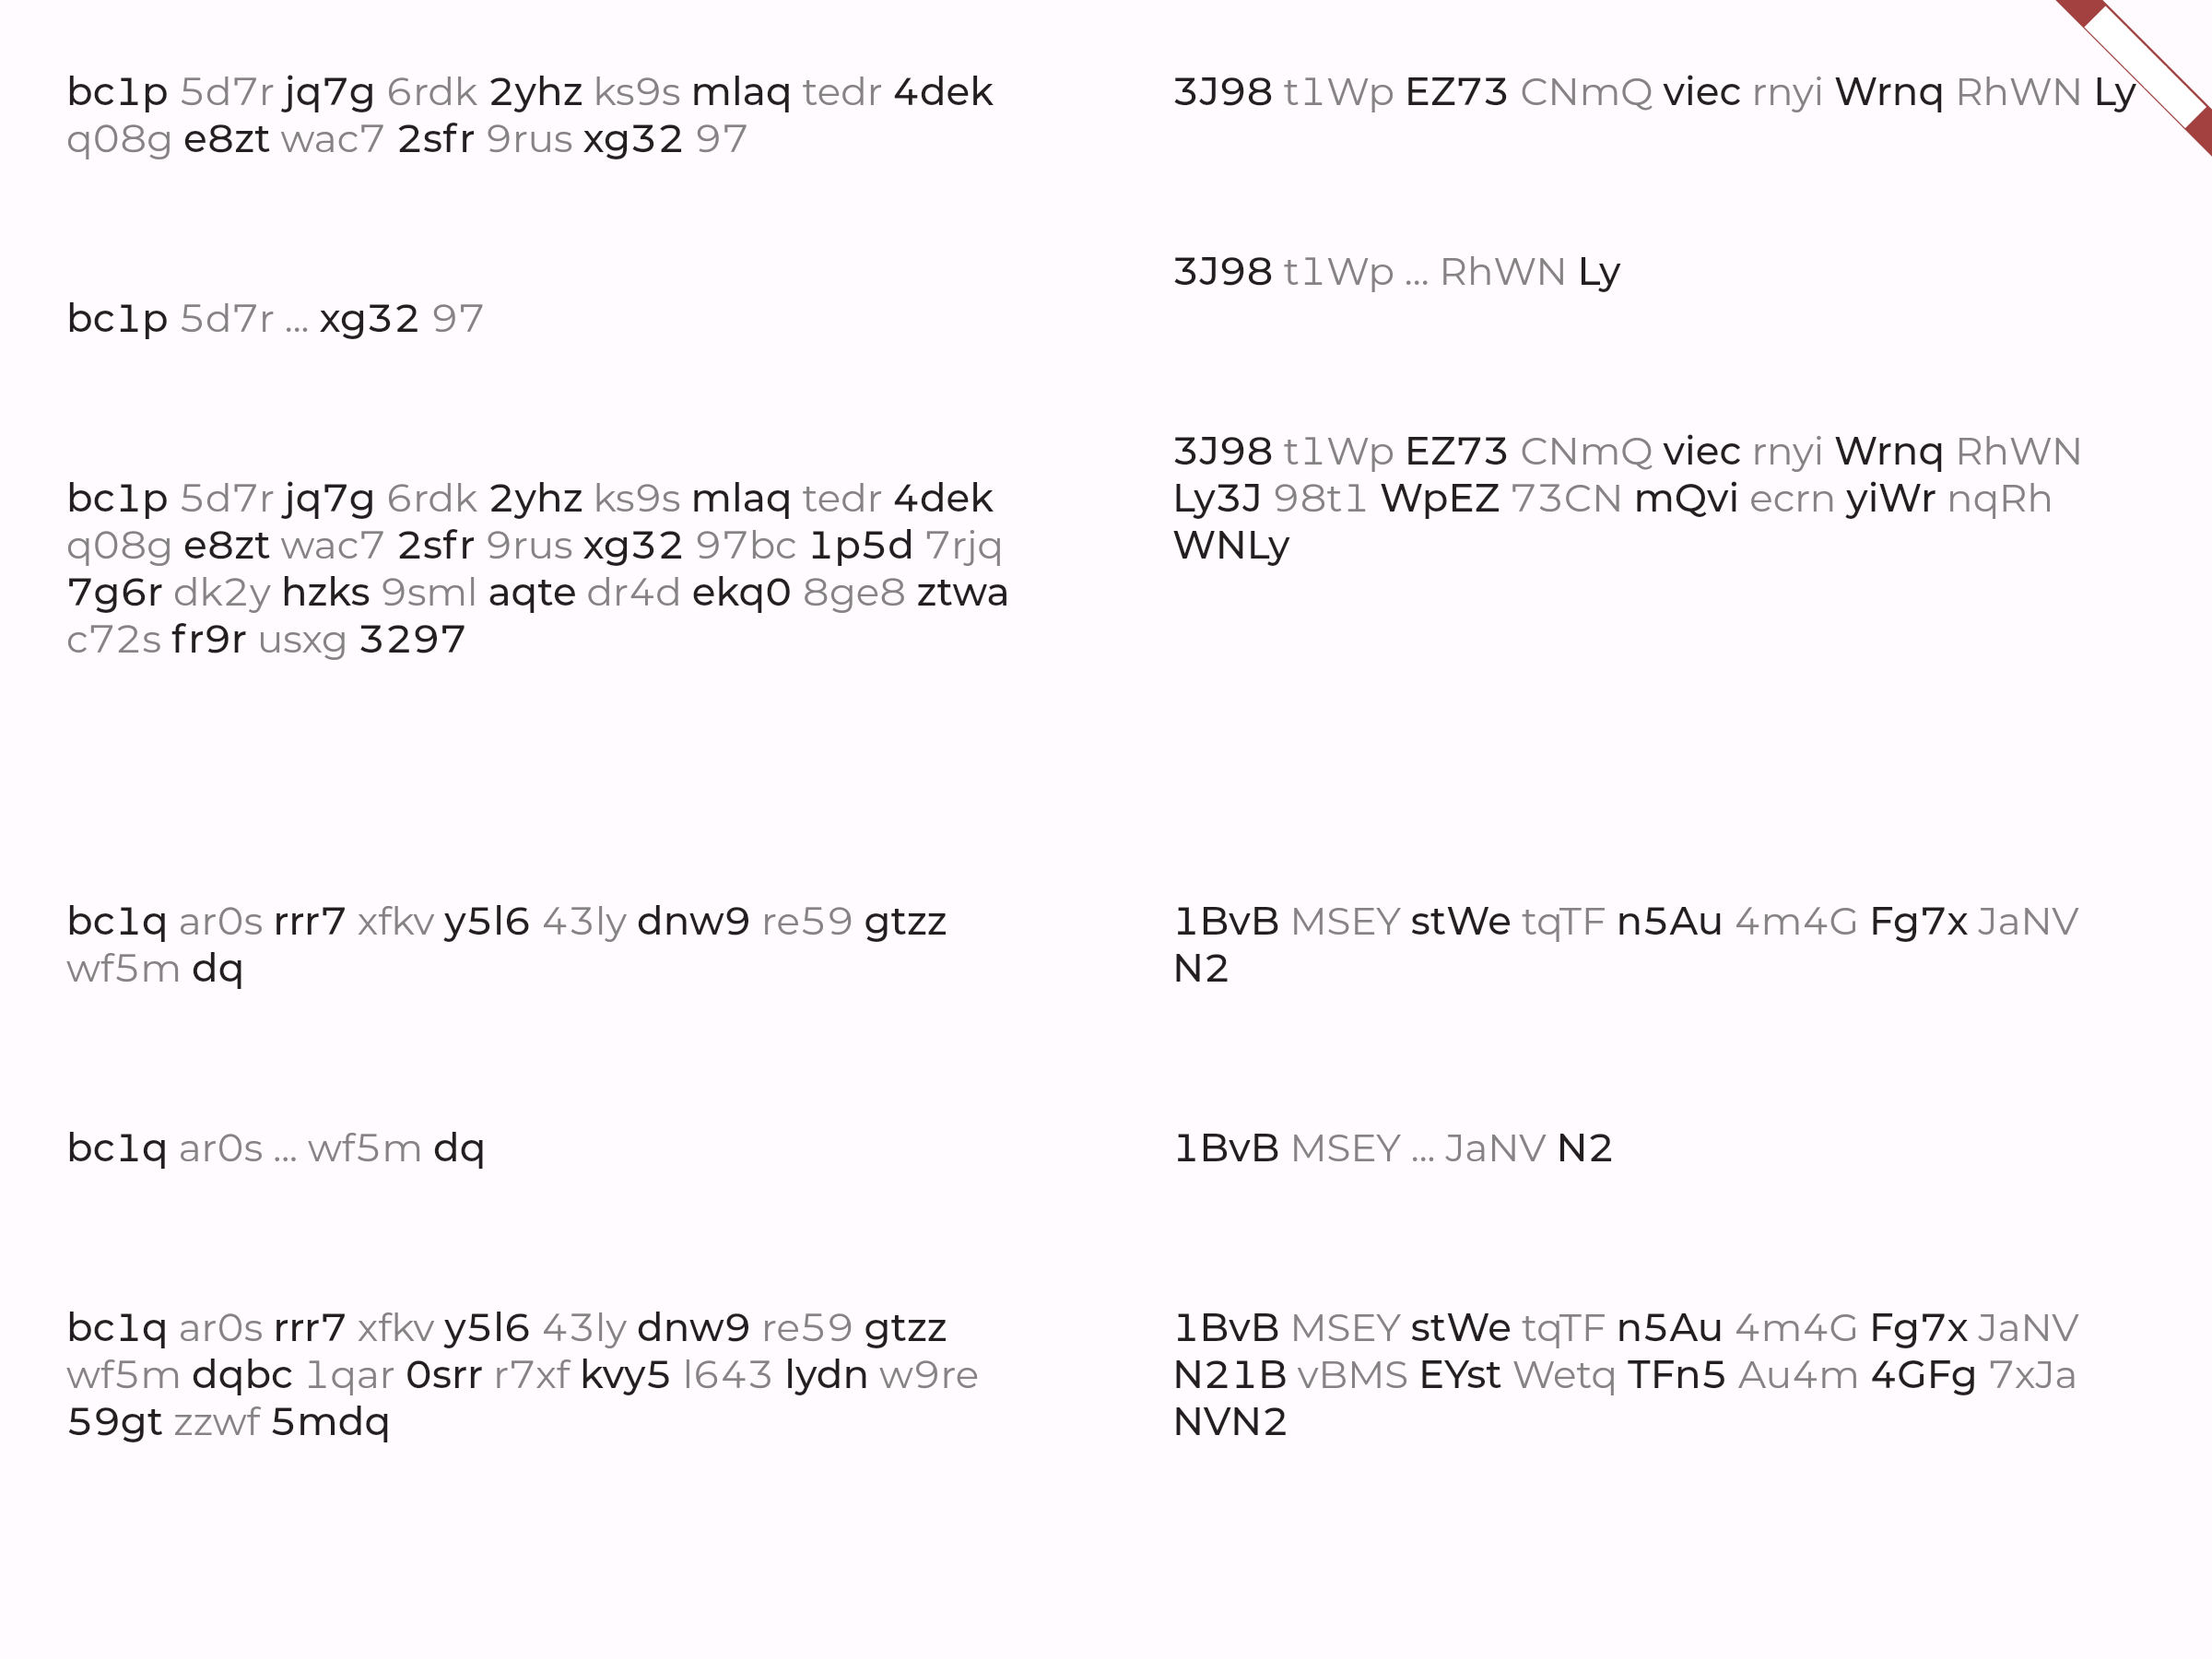 bc1p 5d7r jq7g 6rdk 2yhz ks9s mlaq tedr 4dek
q08g e8zt wac7 2sfr 9rus xg32 97
bc1p 5d7r ... xg32 97
bc1p 5d7r jq7g 6rdk 2yhz ks9s mlaq tedr 4dek
q08g e8zt wac7 2sfr 9rus xg32 97bc 1p5d 7rjq
7g6r dk2y hzks 9sml aqte dr4d ekq0 8ge8 ztwa
c72s fr9r usxg 3297
bc1q ar0s rrr7 xfkv y5l6 43ly dnw9 re59 gtzz
wf5m dq
bc1q ar0s ... wf5m dq
bc1q ar0s rrr7 xfkv y5l6 43ly dnw9 re59 gtzz
wf5m dqbc 1qar 0srr r7xf kvy5 l643 lydn w9re
59gt zzwf 5mdq
3J98 t1Wp EZ73 CNmQ viec rnyi Wrnq RhWN Ly
3J98 t1Wp ... RhWN Ly
3J98 t1Wp EZ73 CNmQ viec rnyi Wrnq RhWN
Ly3J 98t1 WpEZ 73CN mQvi ecrn yiWr nqRh
WNLy
1BvB MSEY stWe tqTF n5Au 4m4G Fg7x JaNV
N2
1BvB MSEY ... JaNV N2
1BvB MSEY stWe tqTF n5Au 4m4G Fg7x JaNV
N21B vBMS EYst Wetq TFn5 Au4m 4GFg 7xJa
NVN2